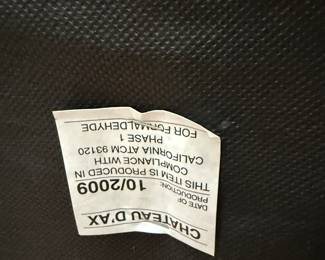 CHATEAU D'AX
DATE OF
PRODUCTION:
10/2009
THIS ITEM IS PRODUCED IN
COMPLIANCE WITH
CALIFORNIA ATCM 93120
PHASE 1
FOR FORMALDEHYDE